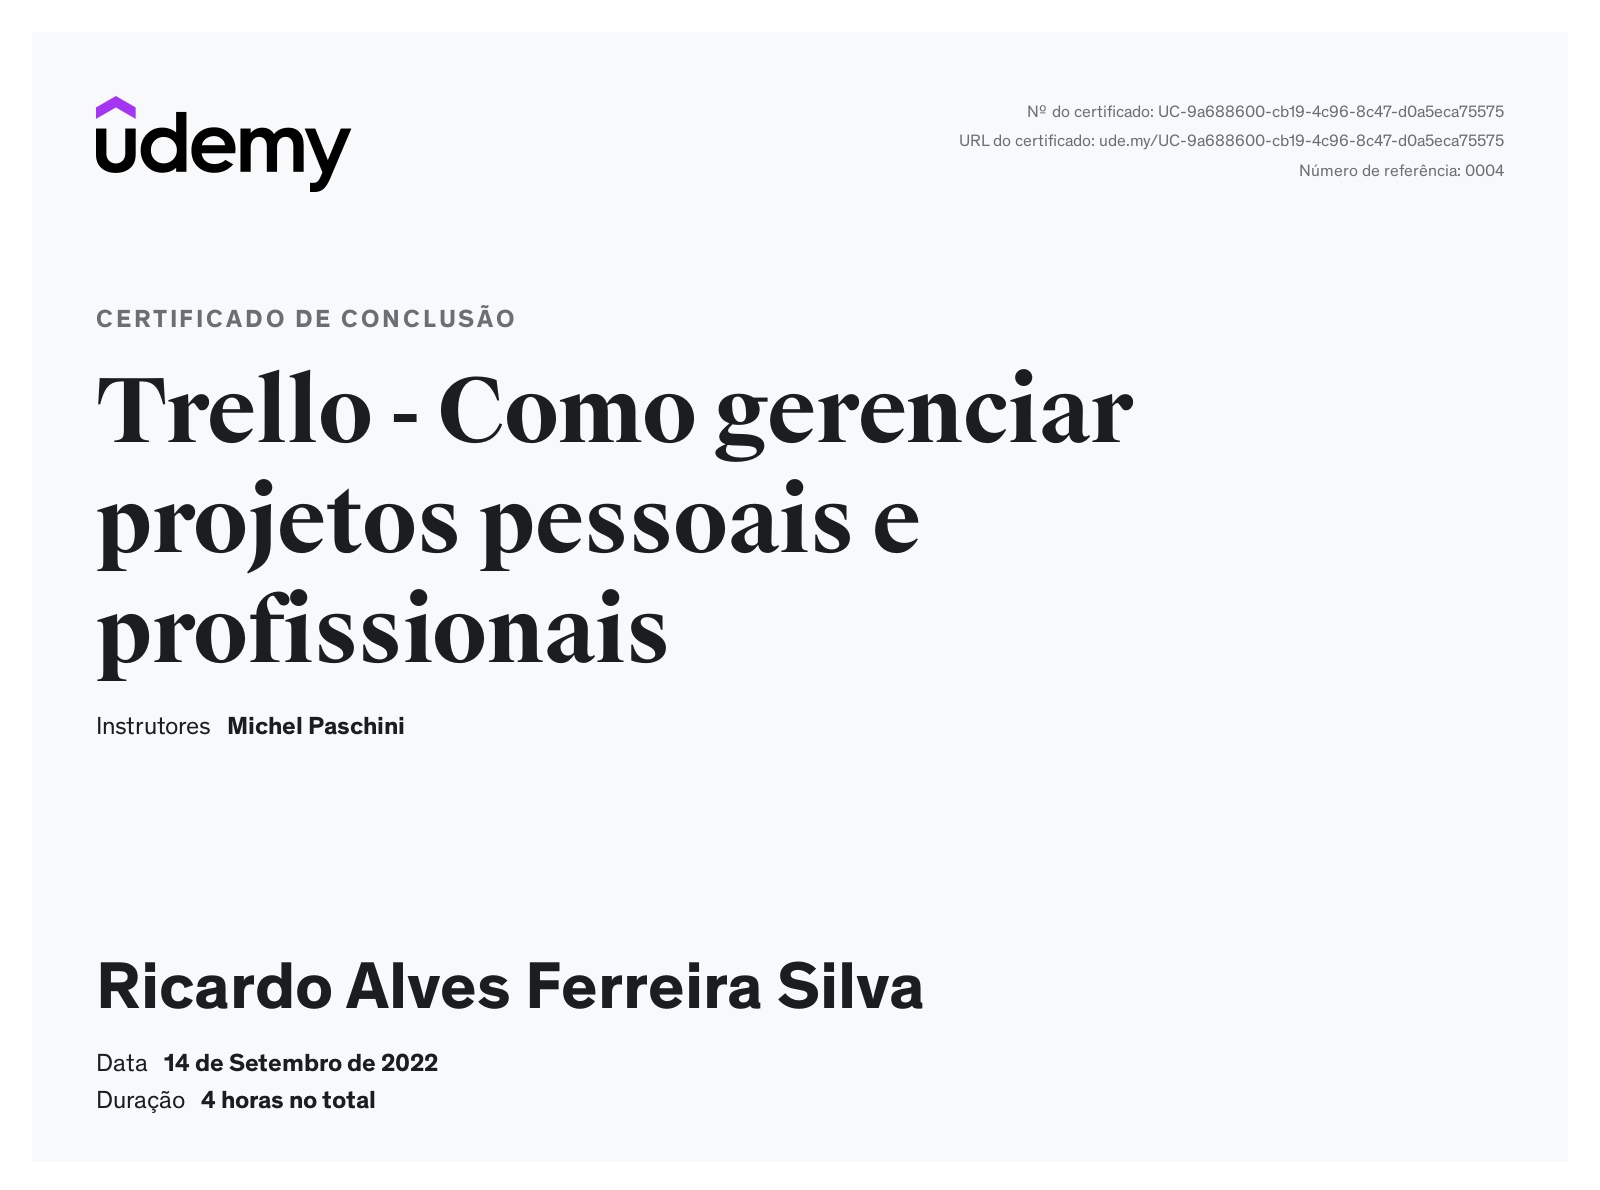 udemy
Nº do certificado: UC-9a688600-cb19-4c96-8c47-d0a5eca75575
URL do certificado: ude.my/UC-9a688600-cb19-4c96-8c47-d0a5eca75575
Número de referência: 0004
CERTIFICADO DE CONCLUSÃO
Trello - Como gerenciar
projetos pessoais e
profissionais
Instrutores Michel Paschini
Ricardo Alves Ferreira Silva
Data 14 de Setembro de 2022
Duração 4 horas no total